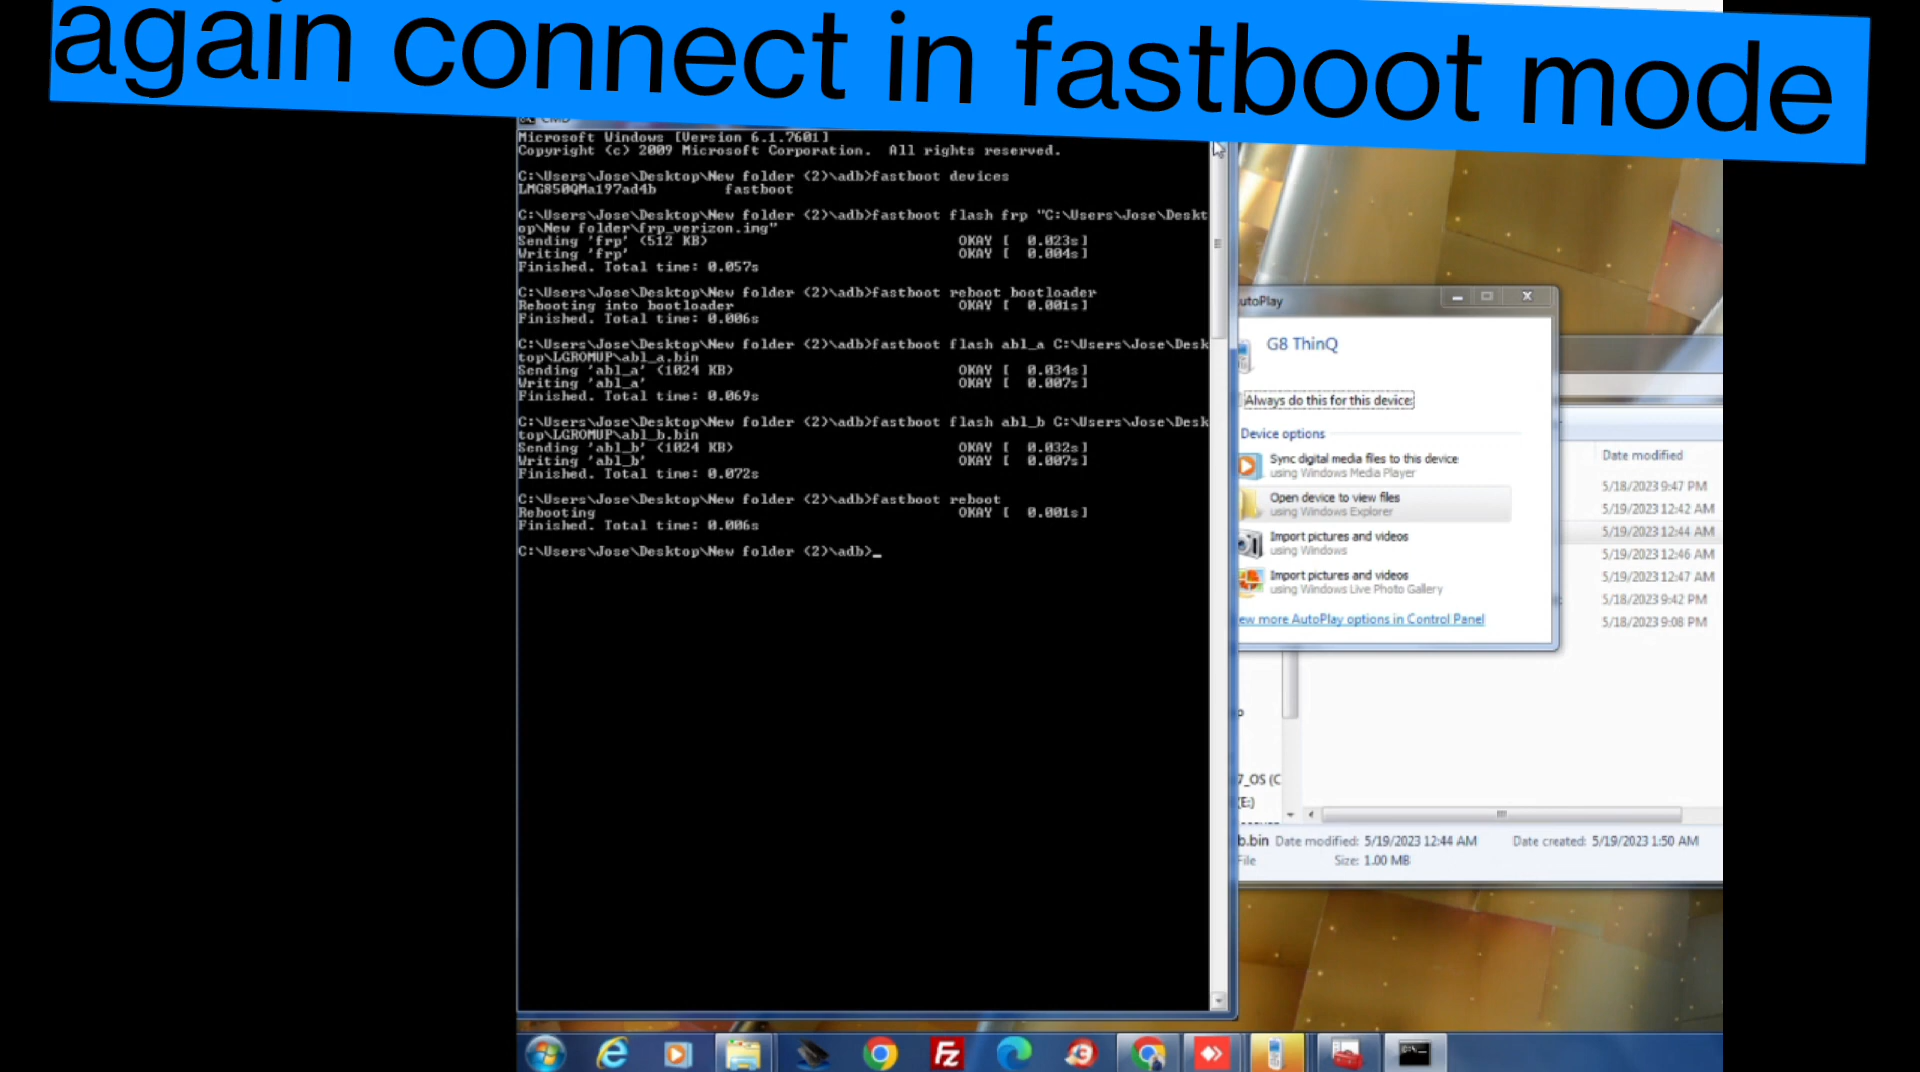 again connect in fastboot mode
Microsoft Windows [Version 6.1.7601]
Copyright (c) 2009 Microsoft Corporation.  All rights reserved.
C:\Users\Jose\Desktop\New folder (2)\adb>fastboot devices
LMG850QMa197ad4b        fastboot
C:\Users\Jose\Desktop\New folder (2)\adb>fastboot flash frp "C:\Users\Jose\Deskt
op\New folder\frp_verizon.img"
Sending 'frp' (512 KB)                             OKAY [  0.023s]
Writing 'frp'                                      OKAY [  0.004s]
Finished. Total time: 0.057s
C:\Users\Jose\Desktop\New folder (2)\adb>fastboot reboot bootloader
Rebooting into bootloader                          OKAY [  0.001s]
Finished. Total time: 0.006s
C:\Users\Jose\Desktop\New folder (2)\adb>fastboot flash abl_a C:\Users\Jose\Desk
top\LGROMUP\abl_a.bin
Sending 'abl_a' (1024 KB)                          OKAY [  0.034s]
Writing 'abl_a'                                    OKAY [  0.007s]
Finished. Total time: 0.069s
C:\Users\Jose\Desktop\New folder (2)\adb>fastboot flash abl_b C:\Users\Jose\Desk
top\LGROMUP\abl_b.bin
Sending 'abl_b' (1024 KB)                          OKAY [  0.032s]
Writing 'abl_b'                                    OKAY [  0.007s]
Finished. Total time: 0.072s
C:\Users\Jose\Desktop\New folder (2)\adb>fastboot reboot
Rebooting                                          OKAY [  0.001s]
Finished. Total time: 0.006s
C:\Users\Jose\Desktop\New folder (2)\adb>_
utoPlay
G8 ThinQ
Always do this for this device:
Device options
Sync digital media files to this device
using Windows Media Player
Open device to view files
using Windows Explorer
Import pictures and videos
using Windows
Import pictures and videos
using Windows Live Photo Gallery
ew more AutoPlay options in Control Panel
Date modified
5/18/2023 9:47 PM
5/19/2023 12:42 AM
5/19/2023 12:44 AM
5/19/2023 12:46 AM
5/19/2023 12:47 AM
5/18/2023 9:42 PM
5/18/2023 9:08 PM
7_OS (C
(E:)
b.bin Date modified: 5/19/2023 12:44 AM Date created: 5/19/2023 1:50 AM
File Size: 1.00 MB